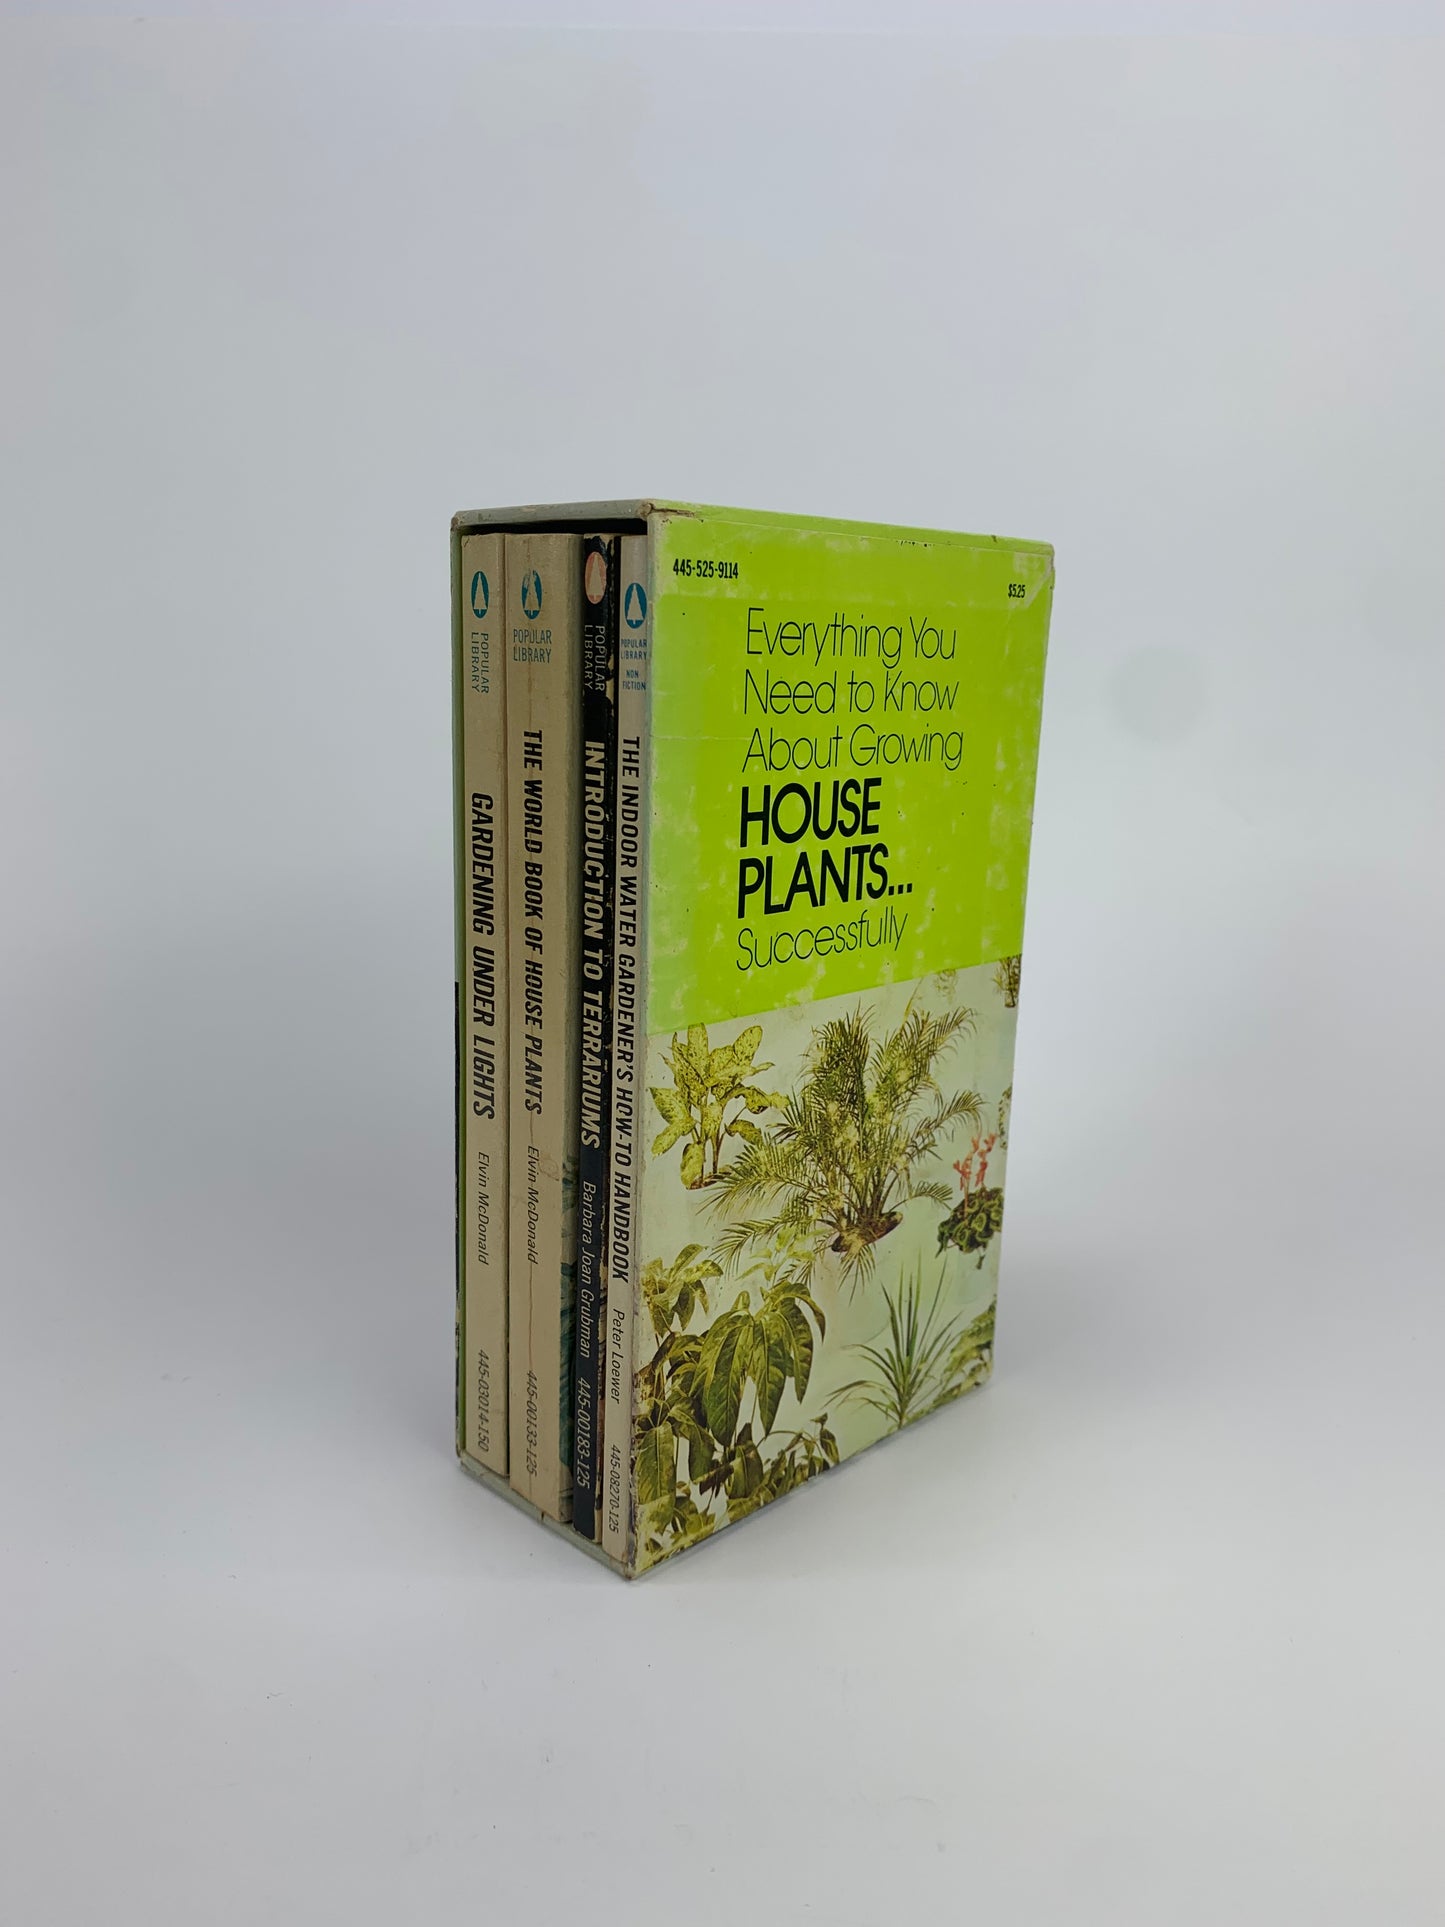 POPULAR
LIBRARY
GARDENING UNDER LIGHTS Elvin McDonald 445-03014-150
POPULAR
LIBRARY
THE WORLD BOOK OF HOUSE PLANTS Elvin McDonald 445-00133-125
POPULAR
LIBRARY
INTRODUCTION TO TERRARIUMS Barbara Joan Grubman 445-00183-125
POPULAR
LIBRARY
NON
FICTION
THE INDOOR WATER GARDENER'S HOW-TO HANDBOOK Peter Loewer 445-08270-125
445-525-9114
$5.25
Everything You
Need to Know
About Growing
HOUSE
PLANTS...
Successfully